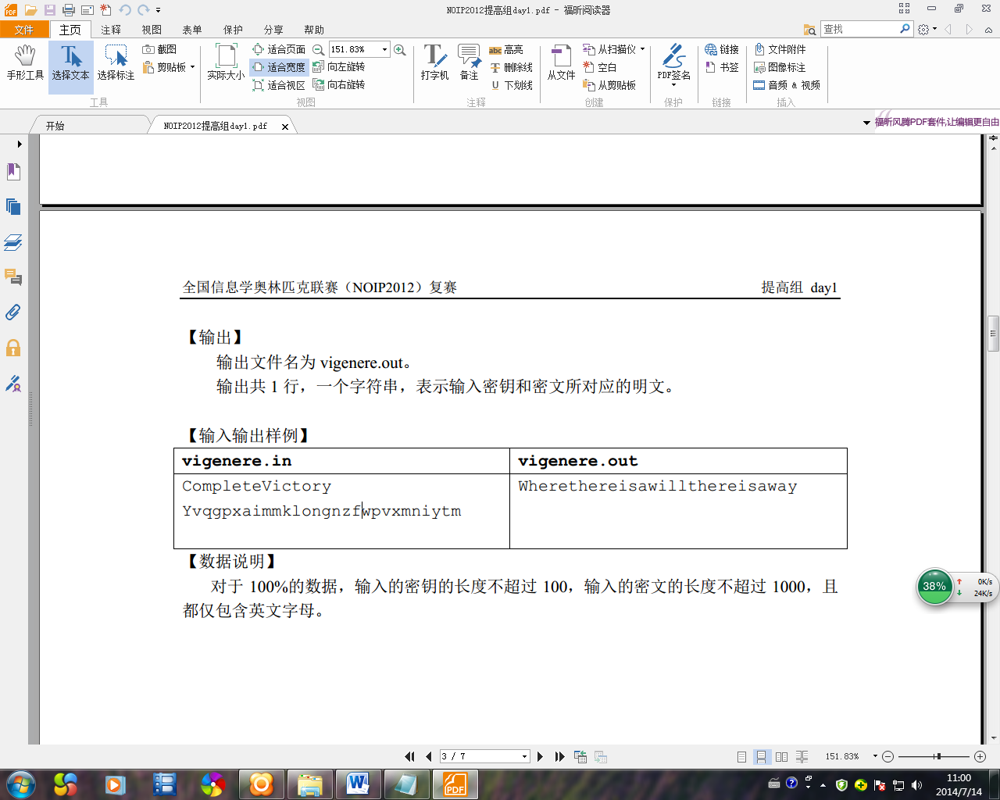 NOIP2012提高组day1.pdf - 福昕阅读器
文件 主页 注释 视图 表单 保护 分享 帮助 查找
手形工具 选择文本 选择标注 截图 剪贴板 工具
实际大小 适合页面 适合宽度 适合视区 151.83% 向左旋转 向右旋转 视图
打字机 备注 abc 高亮 删除线 下划线 注释
从文件 从扫描仪 空白 从剪贴板 创建
PDF签名 保护
链接 书签 链接
文件附件 图像标注 音频 & 视频 插入
开始 NOIP2012提高组day1.pdf 福昕风腾PDF套件,让编辑更自由
全国信息学奥林匹克联赛（NOIP2012）复赛 提高组 day1
【输出】
输出文件名为 vigenere.out。
输出共 1 行，一个字符串，表示输入密钥和密文所对应的明文。
【输入输出样例】
vigenere.in vigenere.out
CompleteVictory Wherethereisawillthereisaway
Yvqgpxaimmklongnzfwpvxmniytm
【数据说明】
对于 100%的数据，输入的密钥的长度不超过 100，输入的密文的长度不超过 1000，且
都仅包含英文字母。
38% 0K/s
24K/s
3 / 7 151.83%
11:00
2014/7/14